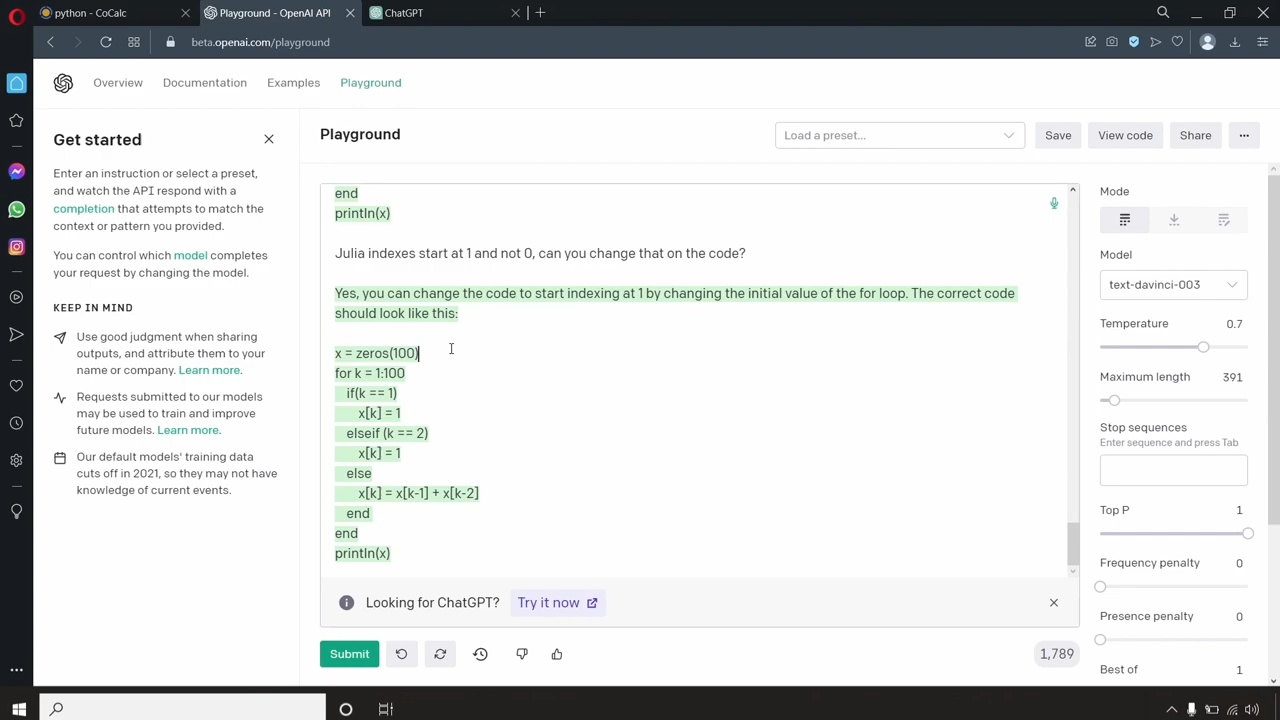 python - CoCalc
Playground - OpenAI API
ChatGPT
beta.openai.com/playground
Overview
Documentation
Examples
Playground
Get started
Enter an instruction or select a preset,
and watch the API respond with a
completion that attempts to match the
context or pattern you provided.
You can control which model completes
your request by changing the model.
KEEP IN MIND
Use good judgment when sharing
outputs, and attribute them to your
name or company. Learn more.
Requests submitted to our models
may be used to train and improve
future models. Learn more.
Our default models' training data
cuts off in 2021, so they may not have
knowledge of current events.
Playground
Load a preset...
Save
View code
Share
...
end
println(x)
Julia indexes start at 1 and not 0, can you change that on the code?
Yes, you can change the code to start indexing at 1 by changing the initial value of the for loop. The correct code
should look like this:
x = zeros(100)
for k = 1:100
if(k == 1)
x[k] = 1
elseif (k == 2)
x[k] = 1
else
x[k] = x[k-1] + x[k-2]
end
end
println(x)
Looking for ChatGPT? Try it now
Submit
1,789
Mode
Model
text-davinci-003
Temperature 0.7
Maximum length 391
Stop sequences
Enter sequence and press Tab
Top P 1
Frequency penalty 0
Presence penalty 0
Best of 1